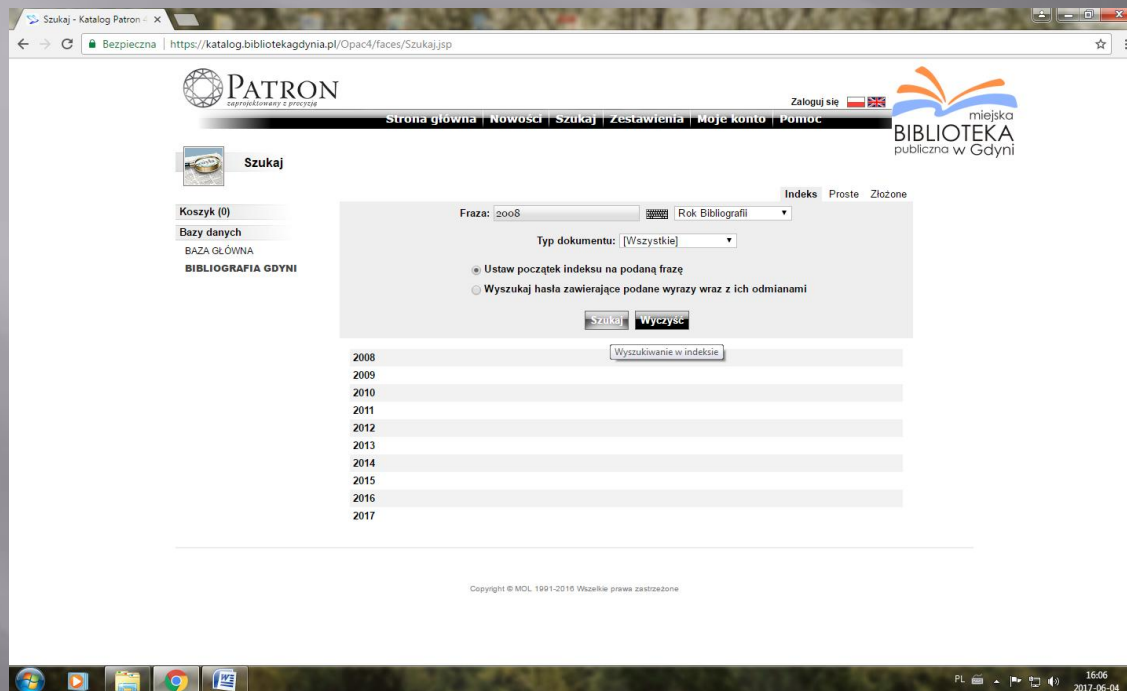 Szukaj - Katalog Patron
Bezpieczna | https://katalog.bibliotekagdynia.pl/Opac4/faces/Szukaj.jsp
PATRON
zaprojektowany z precyzją
Zaloguj się
Strona główna | Nowości | Szukaj | Zestawienia | Moje konto | Pomoc
miejska
BIBLIOTEKA
publiczna w Gdyni
Szukaj
Indeks Proste Złożone
Koszyk (0)
Fraza: 2008 Rok Bibliografii
Bazy danych
Typ dokumentu: [Wszystkie]
BAZA GŁÓWNA
BIBLIOGRAFIA GDYNI
Ustaw początek indeksu na podaną frazę
Wyszukaj hasła zawierające podane wyrazy wraz z ich odmianami
Szukaj Wyczyść
Wyszukiwanie w indeksie
2008
2009
2010
2011
2012
2013
2014
2015
2016
2017
Copyright © MOL 1991-2016 Wszelkie prawa zastrzeżone
PL
16:06
2017-06-04